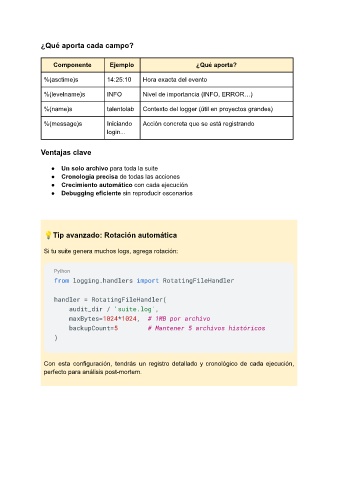 ¿Qué aporta cada campo?
Componente Ejemplo ¿Qué aporta?
%(asctime)s 14:25:10 Hora exacta del evento
%(levelname)s INFO Nivel de importancia (INFO, ERROR…)
%(name)s talentolab Contexto del logger (útil en proyectos grandes)
%(message)s Iniciando login... Acción concreta que se está registrando
Ventajas clave
● Un solo archivo para toda la suite
● Cronología precisa de todas las acciones
● Crecimiento automático con cada ejecución
● Debugging eficiente sin reproducir escenarios
💡Tip avanzado: Rotación automática
Si tu suite genera muchos logs, agrega rotación:
Python
from logging.handlers import RotatingFileHandler
handler = RotatingFileHandler(
audit_dir / 'suite.log',
maxBytes=1024*1024, # 1MB por archivo
backupCount=5 # Mantener 5 archivos históricos
)
Con esta configuración, tendrás un registro detallado y cronológico de cada ejecución,
perfecto para análisis post-mortem.